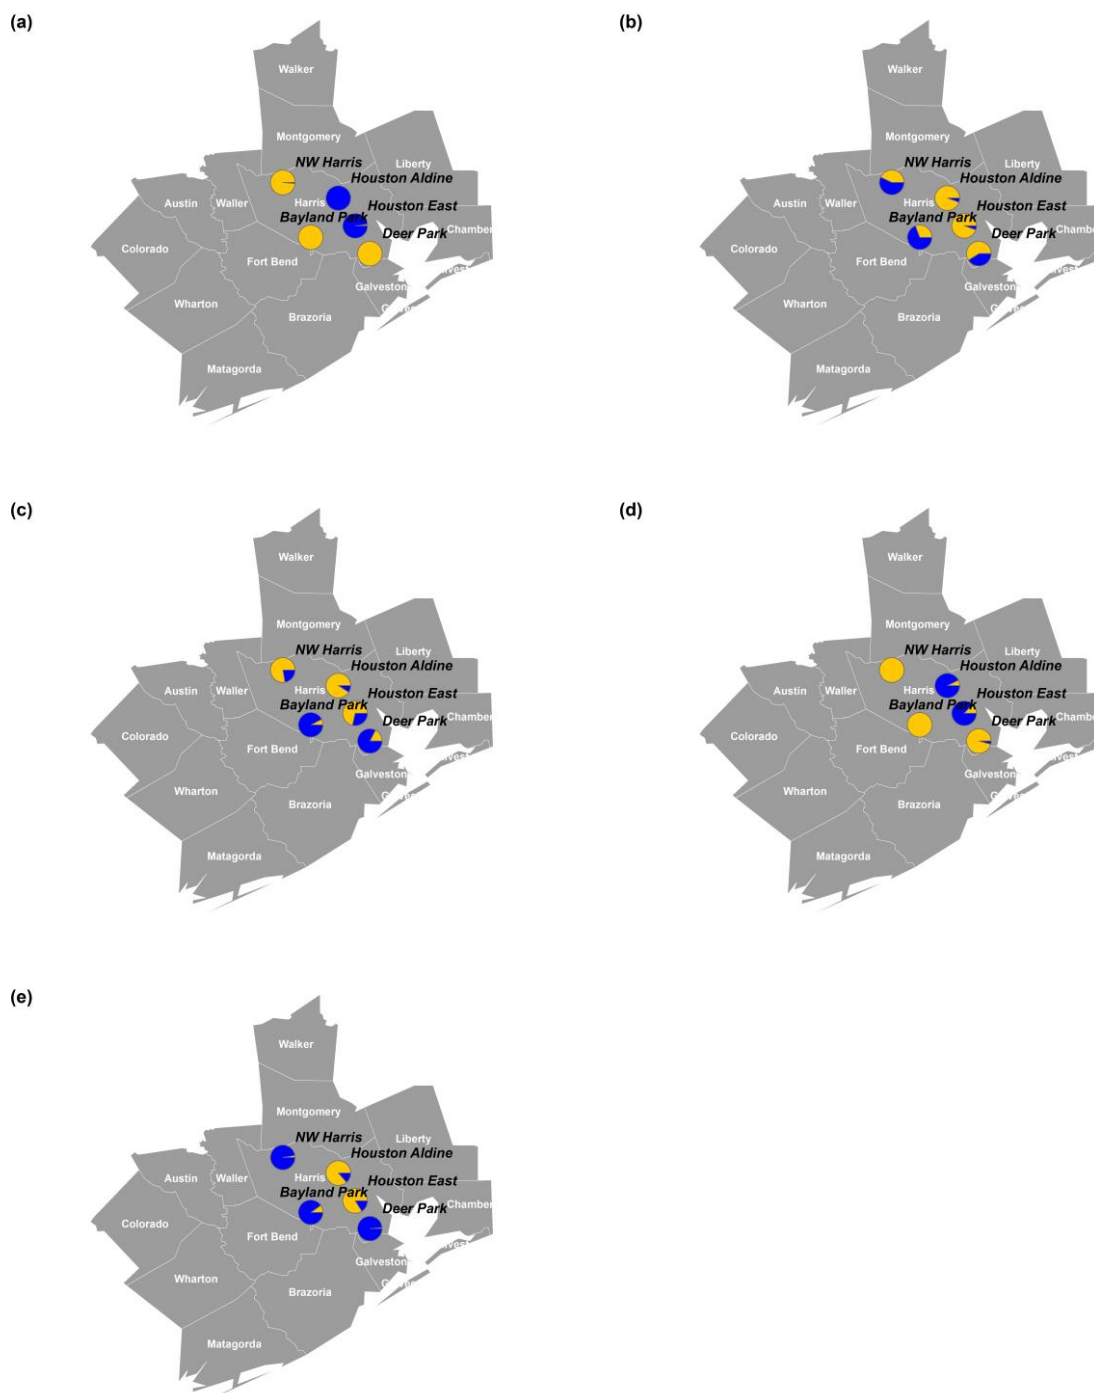 (a)
Walker
Montgomery
Liberty
NW Harris
Houston Aldine
Austin
Waller
Harris
Houston East
Bayland Park
Chamber
Deer Park
Colorado
Fort Bend
Galveston
Wharton
Brazoria
Matagorda
(b)
Walker
Montgomery
Liberty
NW Harris
Houston Aldine
Austin
Waller
Harris
Houston East
Bayland Park
Chamber
Deer Park
Colorado
Fort Bend
Galveston
Wharton
Brazoria
Matagorda
(c)
Walker
Montgomery
Liberty
NW Harris
Houston Aldine
Austin
Waller
Harris
Houston East
Bayland Park
Chamber
Deer Park
Colorado
Fort Bend
Galveston
Wharton
Brazoria
Matagorda
(d)
Walker
Montgomery
Liberty
NW Harris
Houston Aldine
Austin
Waller
Harris
Houston East
Bayland Park
Chamber
Deer Park
Colorado
Fort Bend
Galveston
Wharton
Brazoria
Matagorda
(e)
Walker
Montgomery
Liberty
NW Harris
Houston Aldine
Austin
Waller
Harris
Houston East
Bayland Park
Chamber
Deer Park
Colorado
Fort Bend
Galveston
Wharton
Brazoria
Matagorda